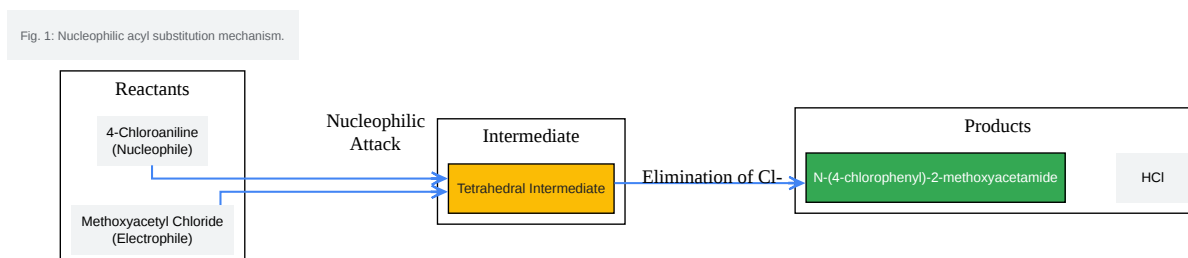 Fig. 1: Nucleophilic acyl substitution mechanism.
Reactants
4-Chloroaniline
(Nucleophile)
Methoxyacetyl Chloride
(Electrophile)
Nucleophilic
Attack
Intermediate
Tetrahedral Intermediate
Elimination of Cl-
Products
N-(4-chlorophenyl)-2-methoxyacetamide
HCl